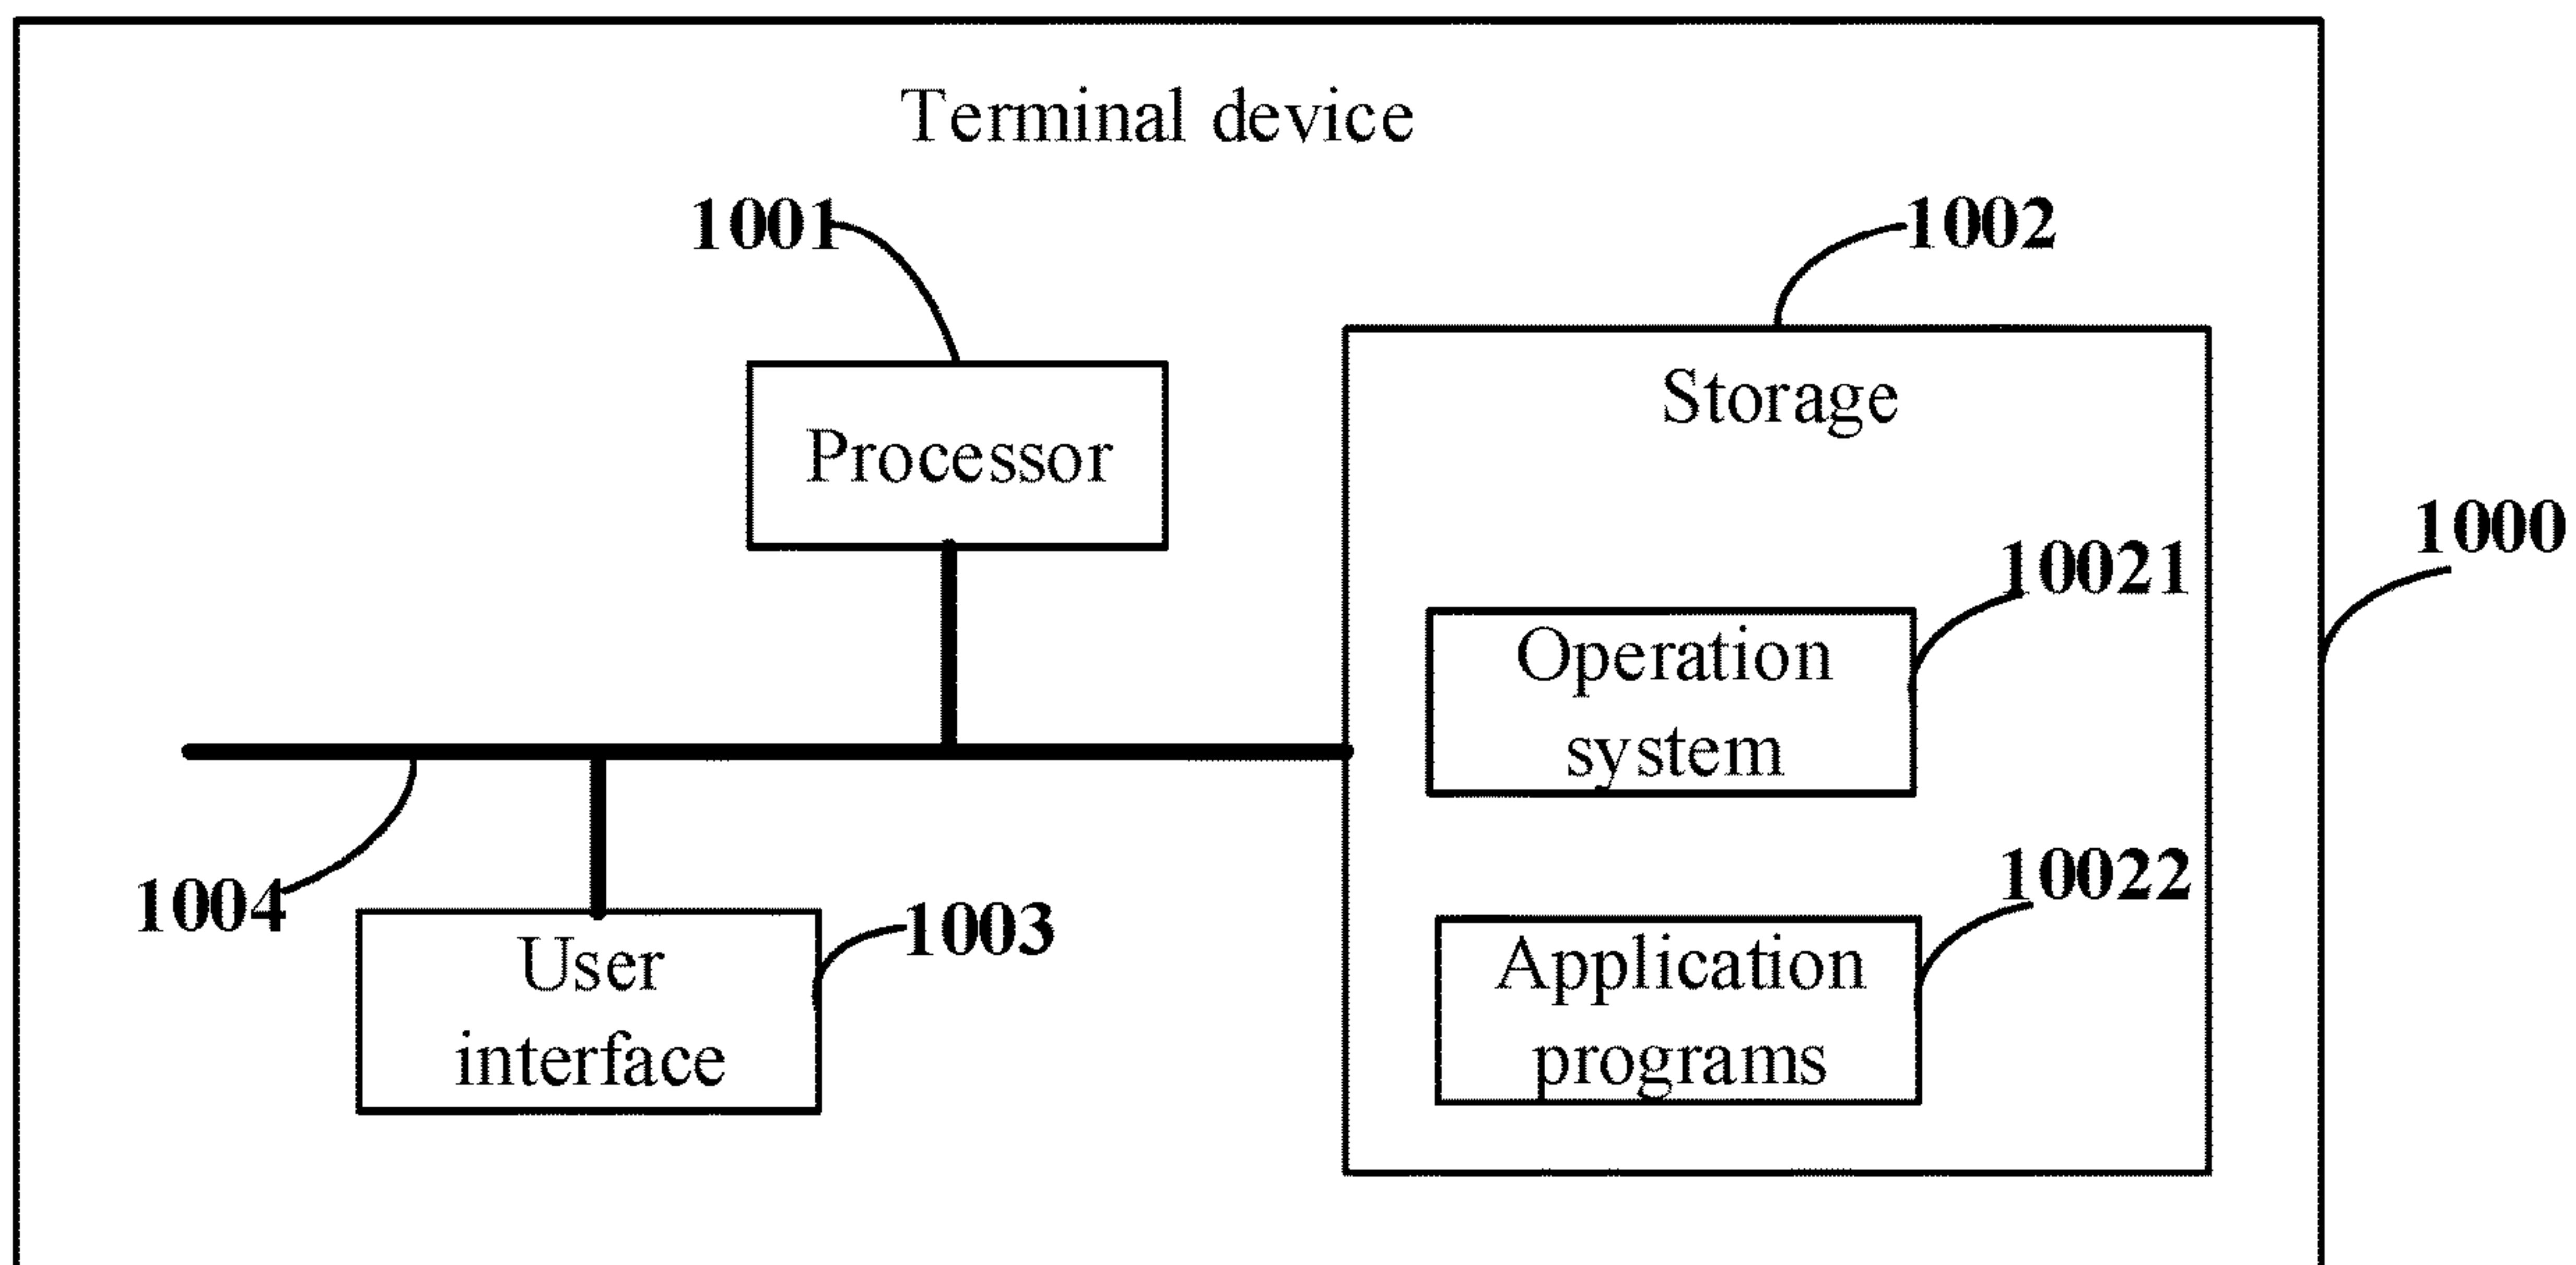 Terminal device
1001
1002
Processor
Storage
1000
10021
Operation
system
10022
Application
programs
1004
User
interface
1003